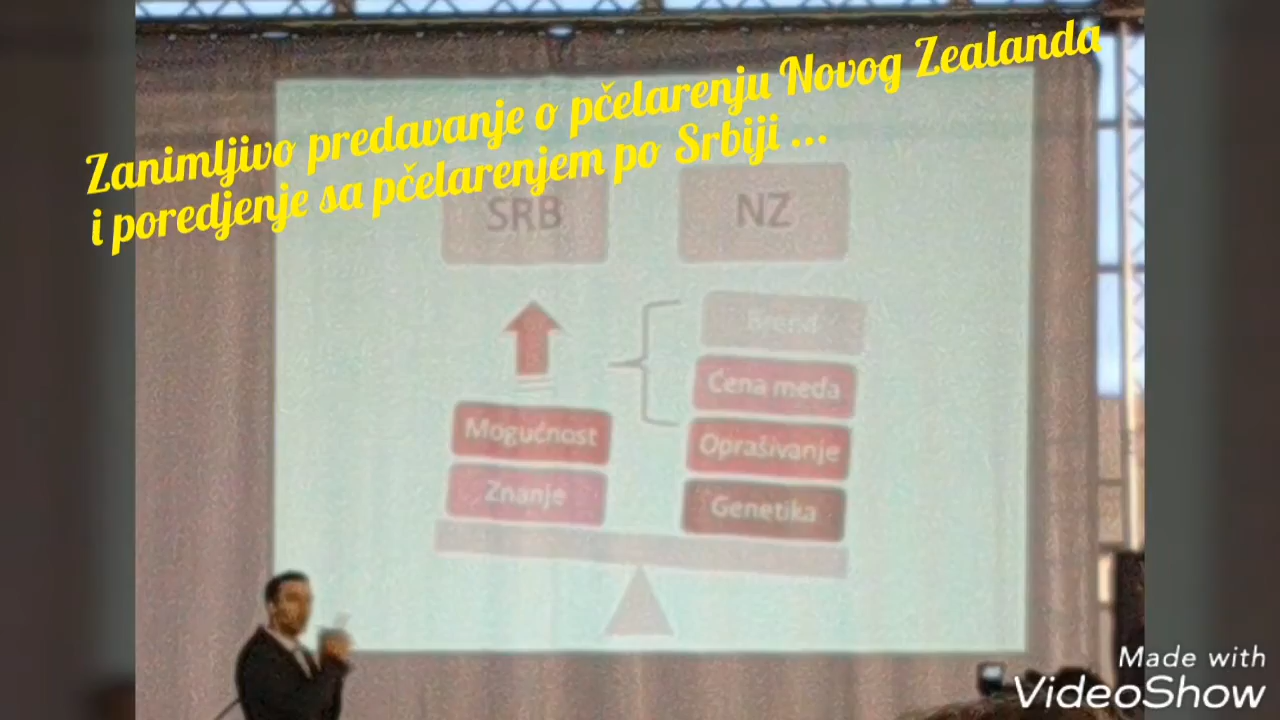 Zanimljivo predavanje o pčelarenju Novog Zealanda
i poredjenje sa pčelarenjem po Srbiji ...
SRB
NZ
Brend
Cena meda
Mogućnost
Oprašivanje
Znanje
Genetika
Made with
VideoShow